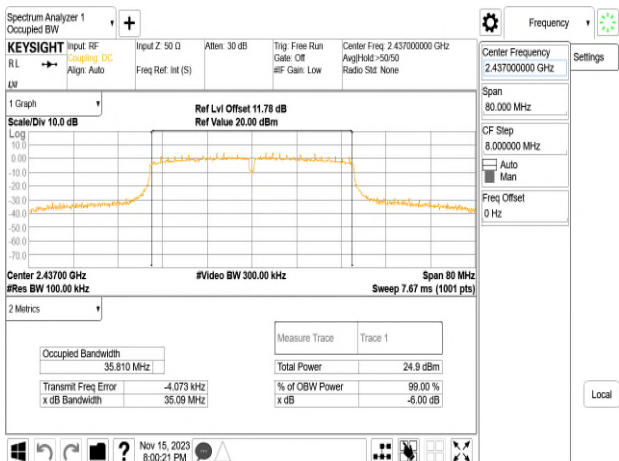 Spectrum Analyzer 1
Occupied BW
Frequency
KEYSIGHT
RL
Input: RF
Coupling: DC
Align: Auto
Input Z: 50 Ω
Freq Ref: Int (S)
Atten: 30 dB
Trig: Free Run
Gate: Off
#IF Gain: Low
Center Freq: 2.437000000 GHz
Avg|Hold:>50/50
Radio Std: None
Center Frequency
2.437000000 GHz
Settings
Span
80.000 MHz
CF Step
8.000000 MHz
Auto
Man
Freq Offset
0 Hz
1 Graph
Scale/Div 10.0 dB
Ref Lvl Offset 11.78 dB
Ref Value 20.00 dBm
Log
10.0
0.00
-10.0
-20.0
-30.0
-40.0
-50.0
-60.0
-70.0
Center 2.43700 GHz
#Video BW 300.00 kHz
Span 80 MHz
#Res BW 100.00 kHz
Sweep 7.67 ms (1001 pts)
2 Metrics
Measure Trace
Trace 1
Occupied Bandwidth
35.810 MHz
Total Power
24.9 dBm
Transmit Freq Error
-4.073 kHz
% of OBW Power
99.00 %
x dB Bandwidth
35.09 MHz
x dB
-6.00 dB
Local
?
Nov 15, 2023
8:00:21 PM